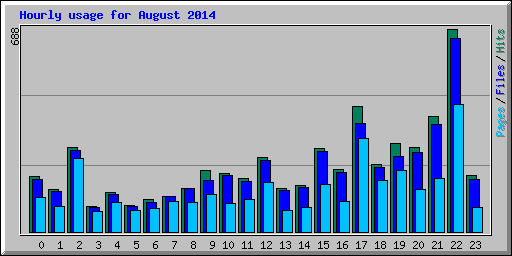 Hourly usage for August 2014
688
Pages / Files / Hits
0 1 2 3 4 5 6 7 8 9 10 11 12 13 14 15 16 17 18 19 20 21 22 23